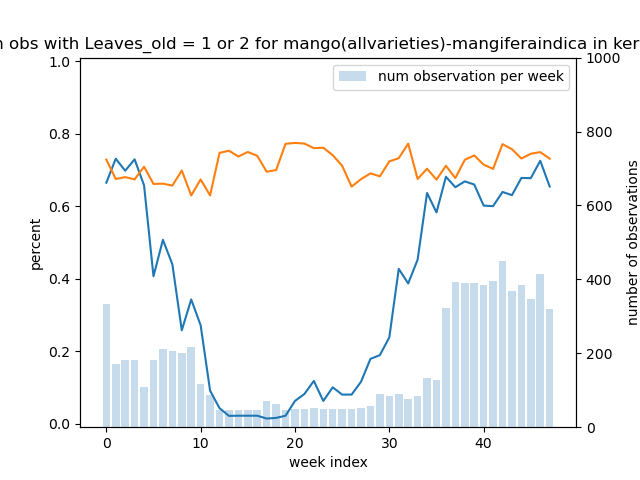 obs with Leaves_old = 1 or 2 for mango(allvarieties)-mangiferaindica in ker
num observation per week
1.0
0.8
0.6
0.4
0.2
0.0
percent
1000
800
600
400
200
0
number of observations
0 10 20 30 40
week index